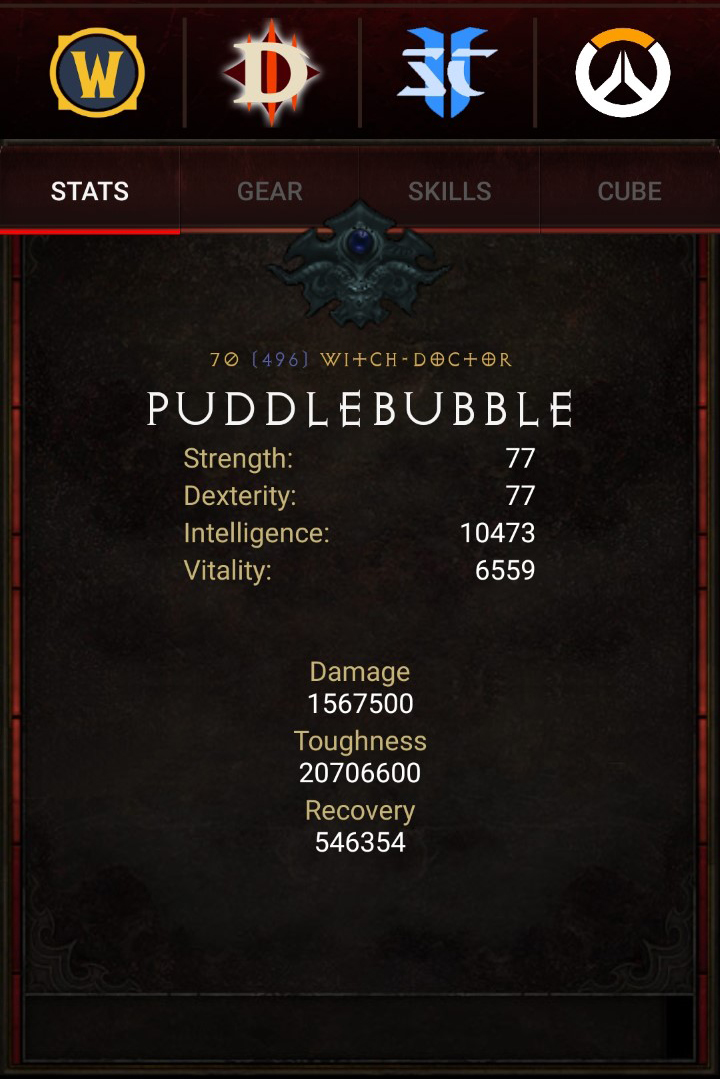 W D SC
STATS GEAR SKILLS CUBE
70 (496) WITCH-DOCTOR
PUDDLEBUBBLE
Strength: 77
Dexterity: 77
Intelligence: 10473
Vitality: 6559
Damage
1567500
Toughness
20706600
Recovery
546354